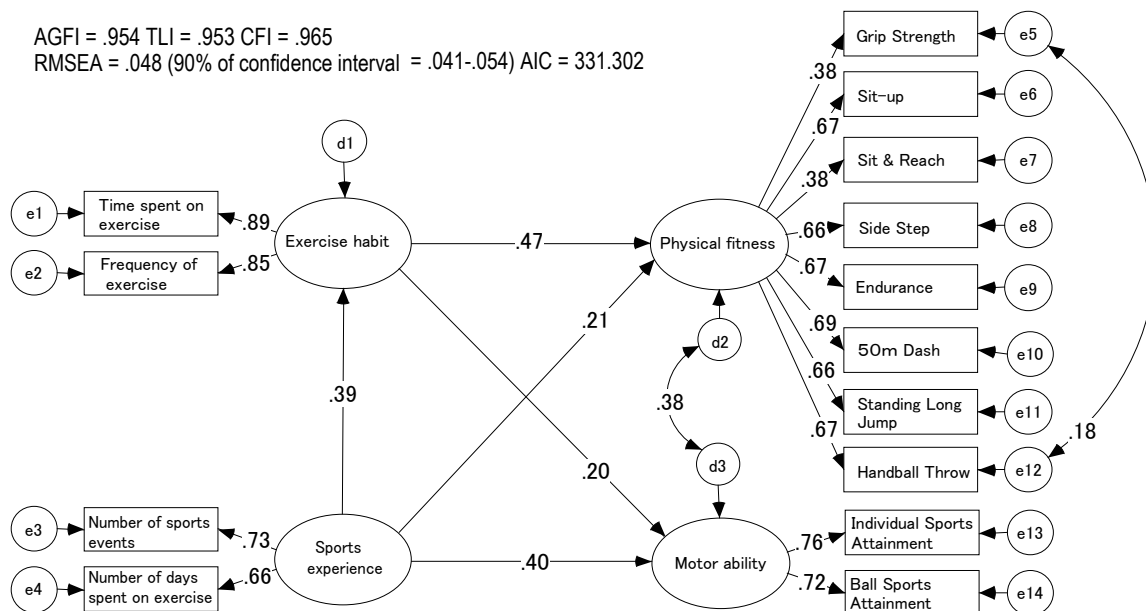 AGFI = .954 TLI = .953 CFI = .965
RMSEA = .048 (90% of confidence interval = .041-.054) AIC = 331.302
d1
e1
Time spent on
exercise
.89
e2
Frequency of
exercise
.85
Exercise habit
.47
.21
.39
.20
.40
e3
Number of sports
events
.73
e4
Number of days
spent on exercise
.66
Sports
experience
Physical fitness
d2
.38
d3
Motor ability
.38
Grip Strength
e5
.67
Sit-up
e6
.38
Sit & Reach
e7
.66
Side Step
e8
.67
Endurance
e9
.69
50m Dash
e10
.66
Standing Long
Jump
e11
.67
Handball Throw
e12
.18
.76
Individual Sports
Attainment
e13
.72
Ball Sports
Attainment
e14